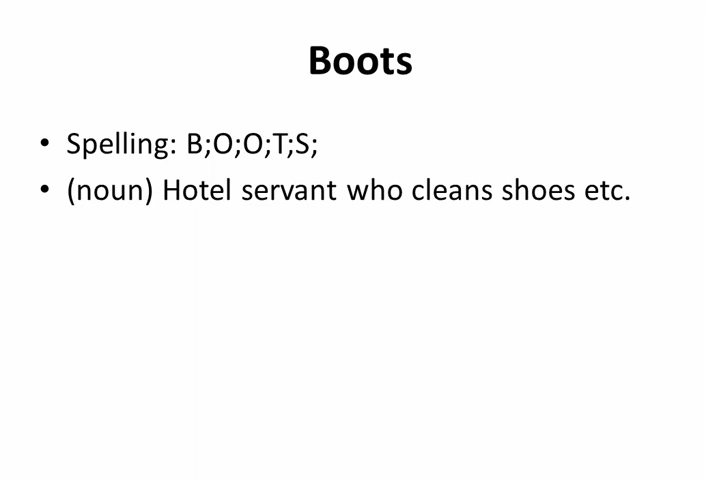 Boots
• Spelling: B;O;O;T;S;
• (noun) Hotel servant who cleans shoes etc.